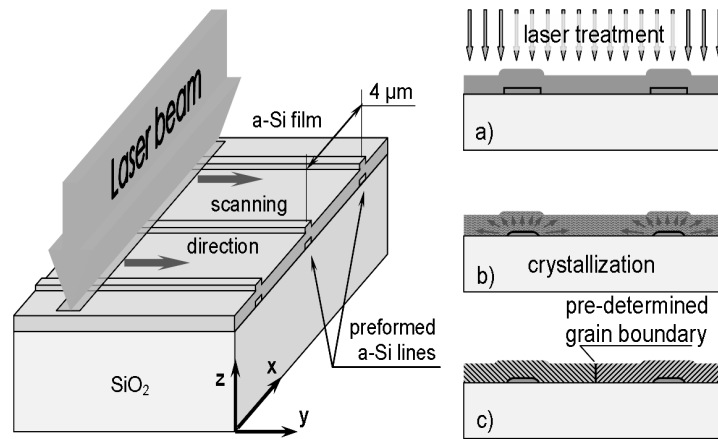 Laser beam
a-Si film
4 µm
scanning
direction
preformed
a-Si lines
SiO2
z
x
y
laser treatment
a)
b)
crystallization
pre-determined
grain boundary
c)